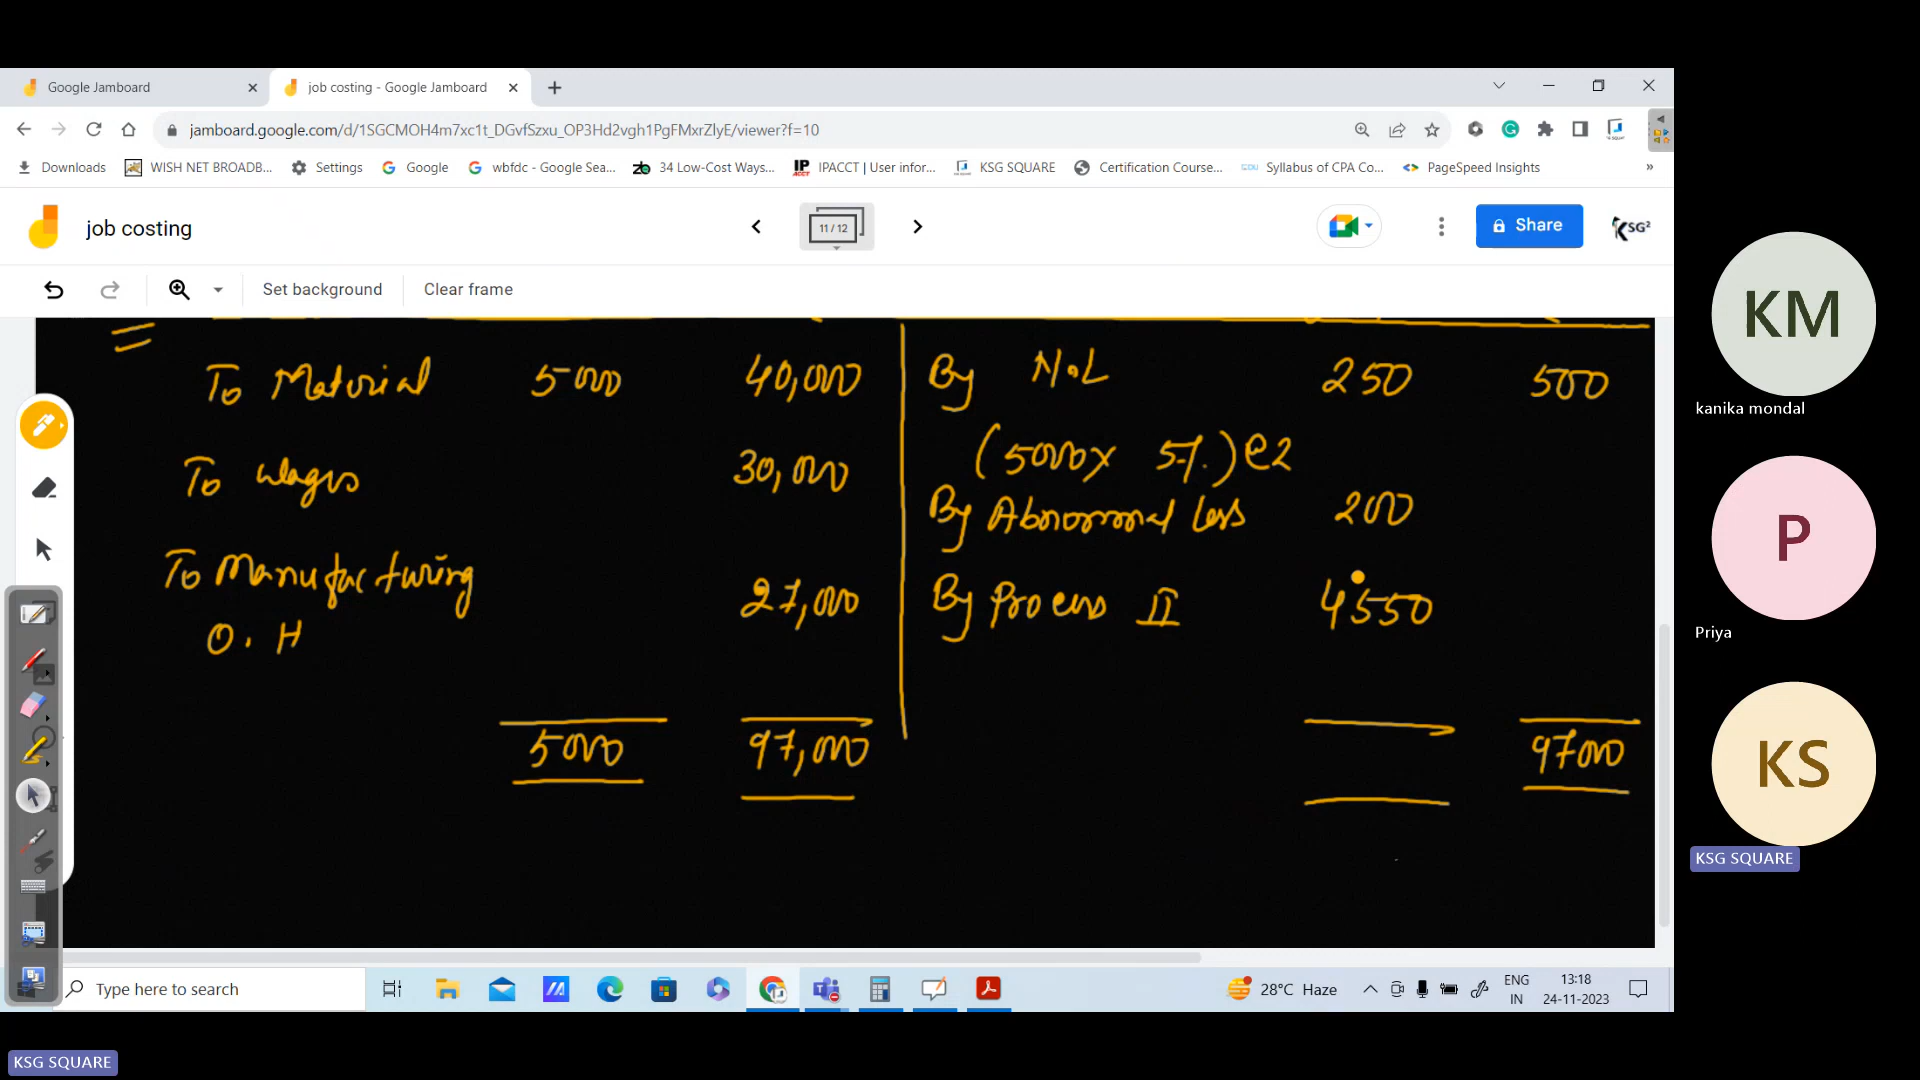 Google Jamboard
job costing - Google Jamboard
jamboard.google.com/d/1SGCMOH4m7xc1t_DGvfSzxu_OP3Hd2vgh1PgFMxrZlyE/viewer?f=10
Downloads WISH NET BROADB... Settings Google wbfdc - Google Sea... 34 Low-Cost Ways... IPACCT | User infor... KSG SQUARE Certification Course... Syllabus of CPA Co... PageSpeed Insights »
job costing 11 / 12 Share KSG²
Set background Clear frame
To Material 5000 40,000 By N.L 250 500
(5000x 5%)@2
To wages 30,000
By Abnormal Loss 200
To Manufacturing 27,000 By Process II 4550
O. H
5000 97,000 97000
KM
kanika mondal
P
Priya
KS
KSG SQUARE
Type here to search 28°C Haze ENG IN 13:18 24-11-2023
KSG SQUARE